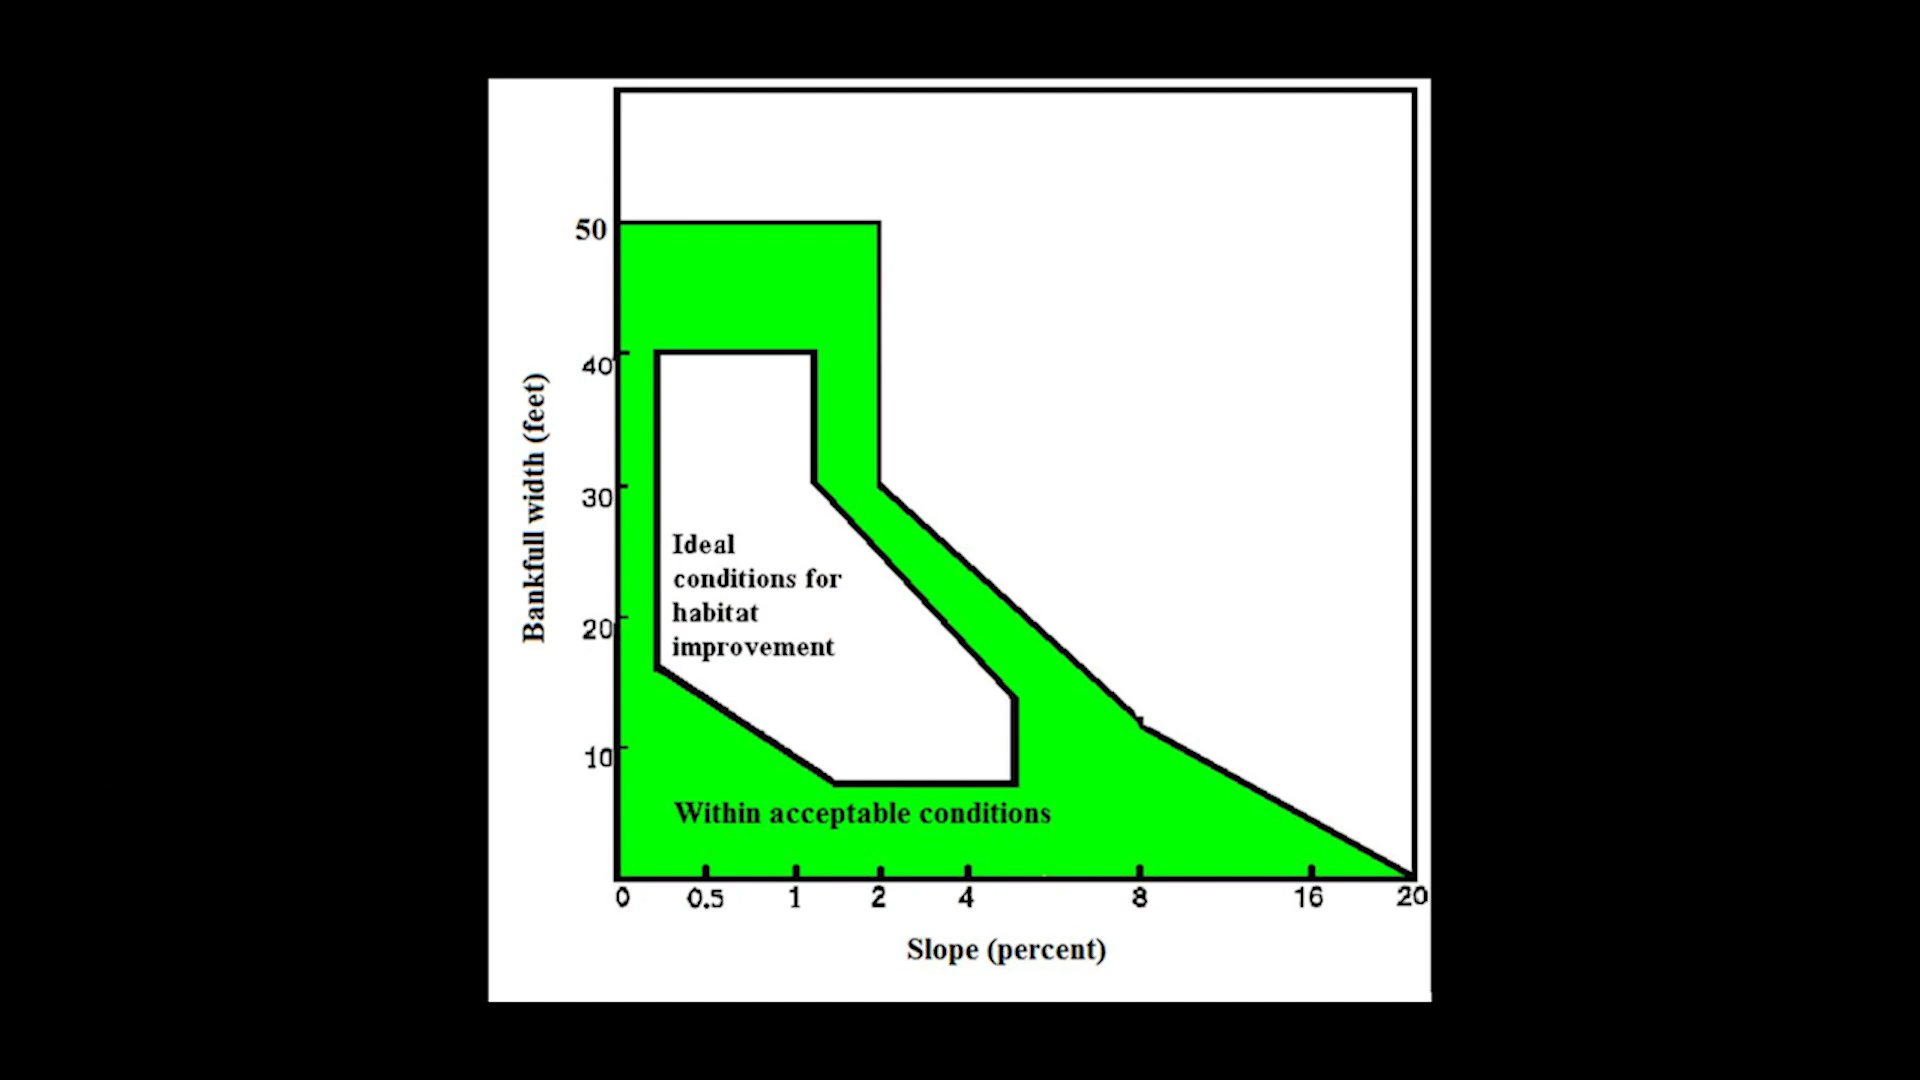 50
40
30
20
10
Bankfull width (feet)
Ideal
conditions for
habitat
improvement
Within acceptable conditions
0 0.5 1 2 4 8 16 20
Slope (percent)